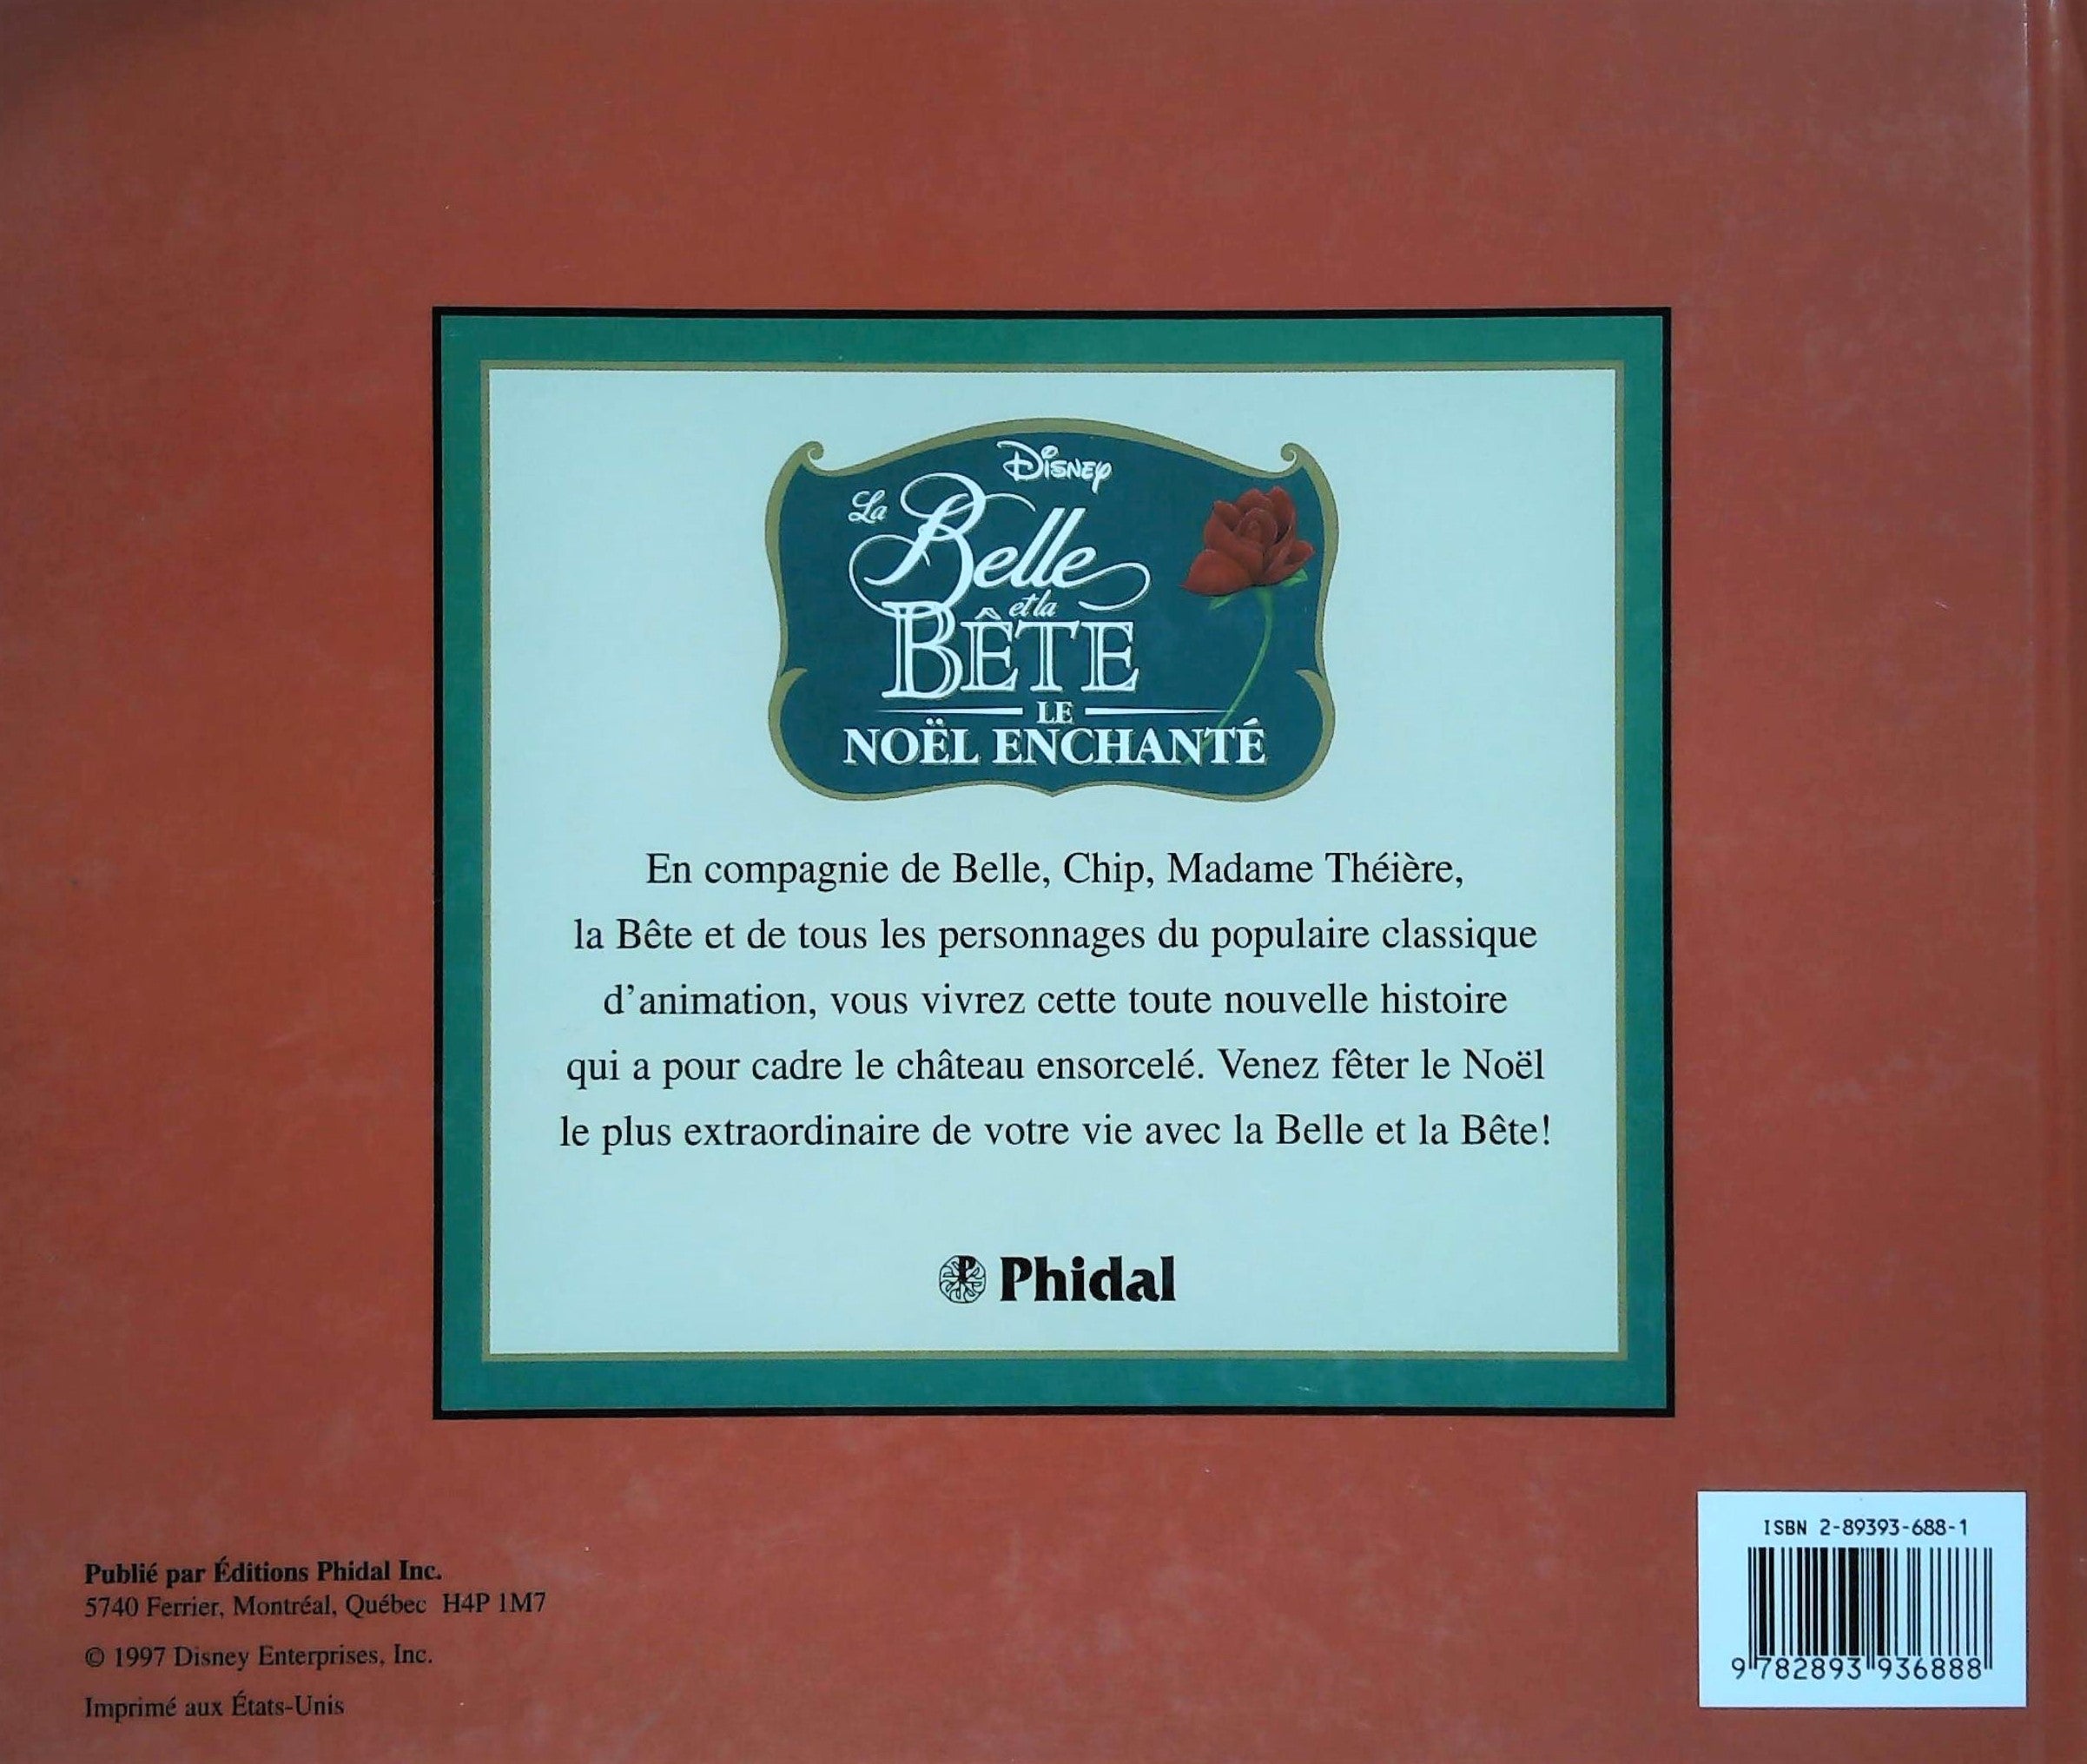 Disney
La Belle
et la
BÊTE
LE
NOËL ENCHANTÉ
En compagnie de Belle, Chip, Madame Théière,
la Bête et de tous les personnages du populaire classique
d’animation, vous vivrez cette toute nouvelle histoire
qui a pour cadre le château ensorcelé. Venez fêter le Noël
le plus extraordinaire de votre vie avec la Belle et la Bête!
Phidal
Publié par Éditions Phidal Inc.
5740 Ferrier, Montréal, Québec H4P 1M7
© 1997 Disney Enterprises, Inc.
Imprimé aux États-Unis
ISBN 2-89393-688-1
9 782893 936888